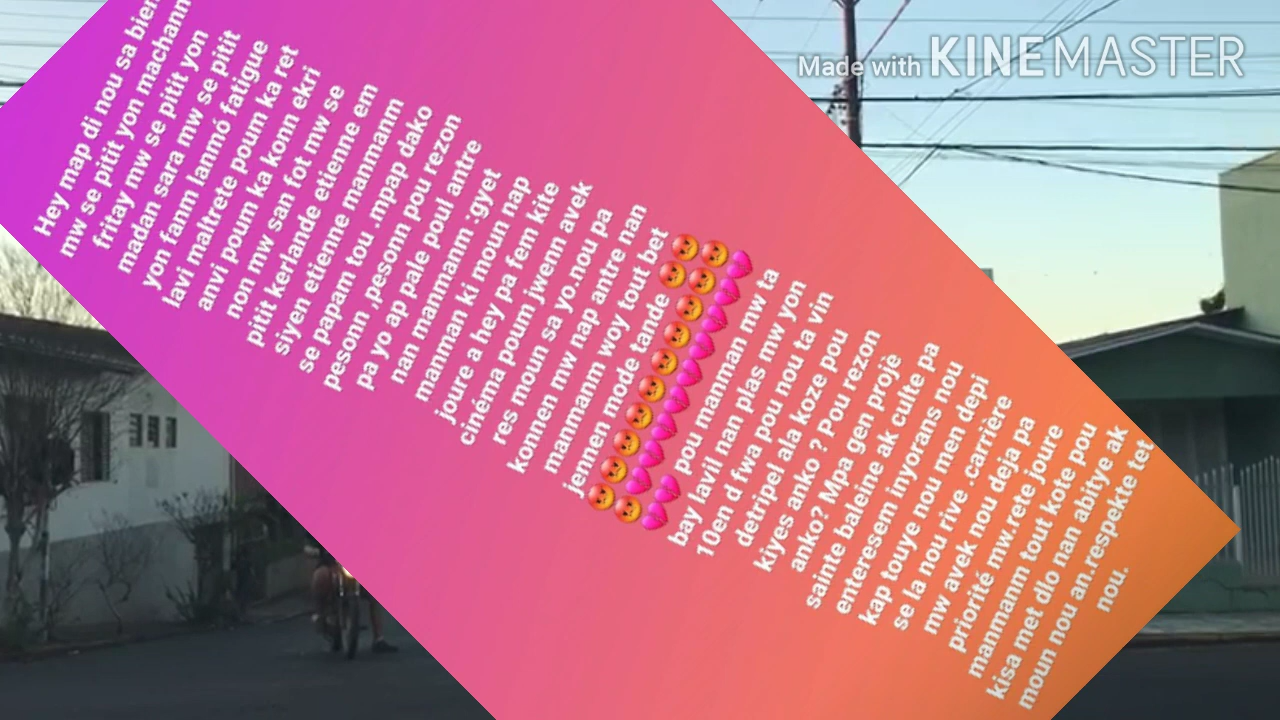 Made with KINEMASTER
Hey map di nou sa bien
mw se pitit yon machann
fritay mw se pitit yon
madan sara mw se pitit
yon fanm lanmó fatigue
lavi maltrete poum ka ret
anvi poum ka konn ekri
non mw san fot mw se
pitit kerlande etienne em
siyen etienne manmanm
se papam tou .mpap dako
pesonn ,pesonn pou rezon
pa yo ap pale poul antre
nan manmanm :gyet
manman ki moun nap
joure a hey pa fem kite
cinéma poum jwenn avek
res moun sa yo.nou pa
konnen mw nap antre nan
manmanm woy tout bet
jennen mode tande 😡😡
😡😡😡😡😡😡😡😡😡😡
💔💔💔💔💔💔💔💔💔💔
💔 pou manman mw ta
bay lavil nan plas mw yon
10en d fwa pou nou ta vin
detripel ala koze pou
kiyes anko ? Pou rezon
anko? Mpa gen projè
sainte baleine ak culte pa
enteresem inyorans nou
kap touye nou men depi
se la nou rive .carrière
mw avek nou deja pa
priorité mw.rete joure
manmanm tout kote pou
kisa met dlo nan abitye ak
moun nou an.respekte tet
nou.